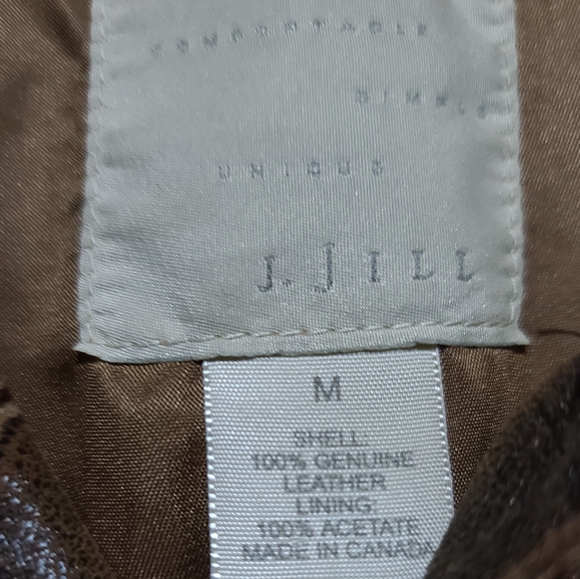 COMFORTABLE
SIMPLE
UNIQUE
J. JILL
M
SHELL:
100% GENUINE
LEATHER
LINING:
100% ACETATE
MADE IN CANADA